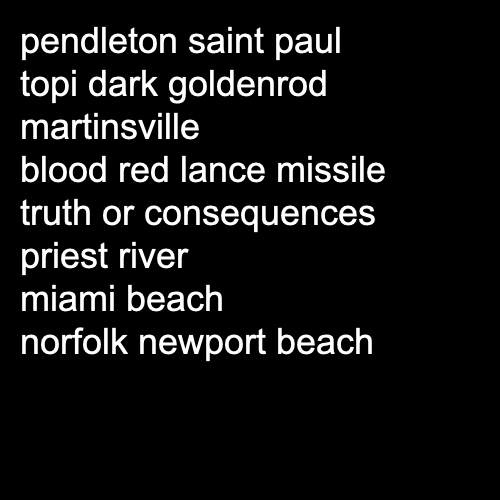 pendleton saint paul
topi dark goldenrod
martinsville
blood red lance missile
truth or consequences
priest river
miami beach
norfolk newport beach